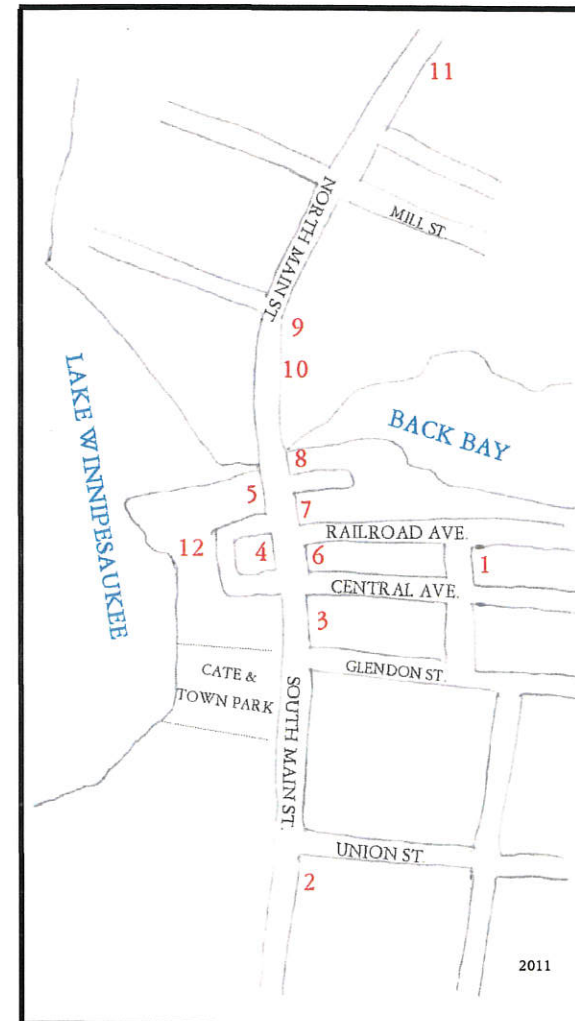 11
MILL ST.
NORTH MAIN ST.
9
10
LAKE WINNIPESAUKEE
BACK BAY
8
5
7
RAILROAD AVE.
12
4
6
1
CENTRAL AVE.
3
GLENDON ST.
CATE &
TOWN PARK
SOUTH MAIN ST.
UNION ST.
2
2011